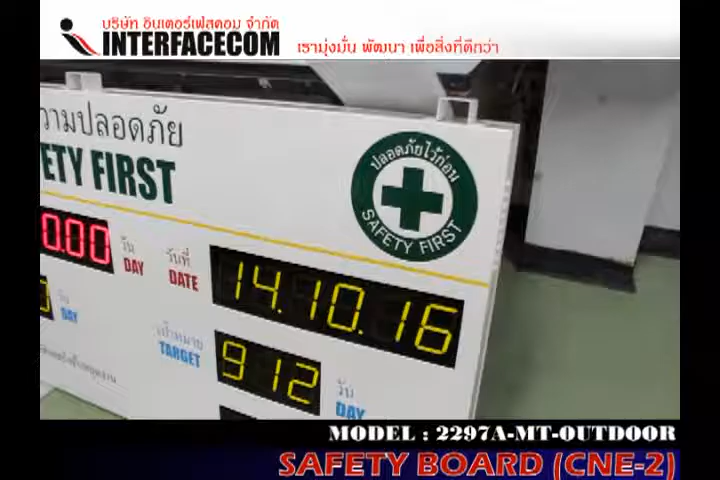 บริษัท อินเตอร์เฟสคอม จำกัด
INTERFACECOM
เรามุ่งมั่น พัฒนา เพื่อสิ่งที่ดีกว่า
วามปลอดภัย
ETY FIRST
ปลอดภัยไว้ก่อน
SAFETY FIRST
0.00 วัน DAY
วันที่ DATE 14.10.16
วัน DAY
เป้าหมาย TARGET 912 วัน DAY
MODEL : 2297A-MT-OUTDOOR
SAFETY BOARD (CNE-2)